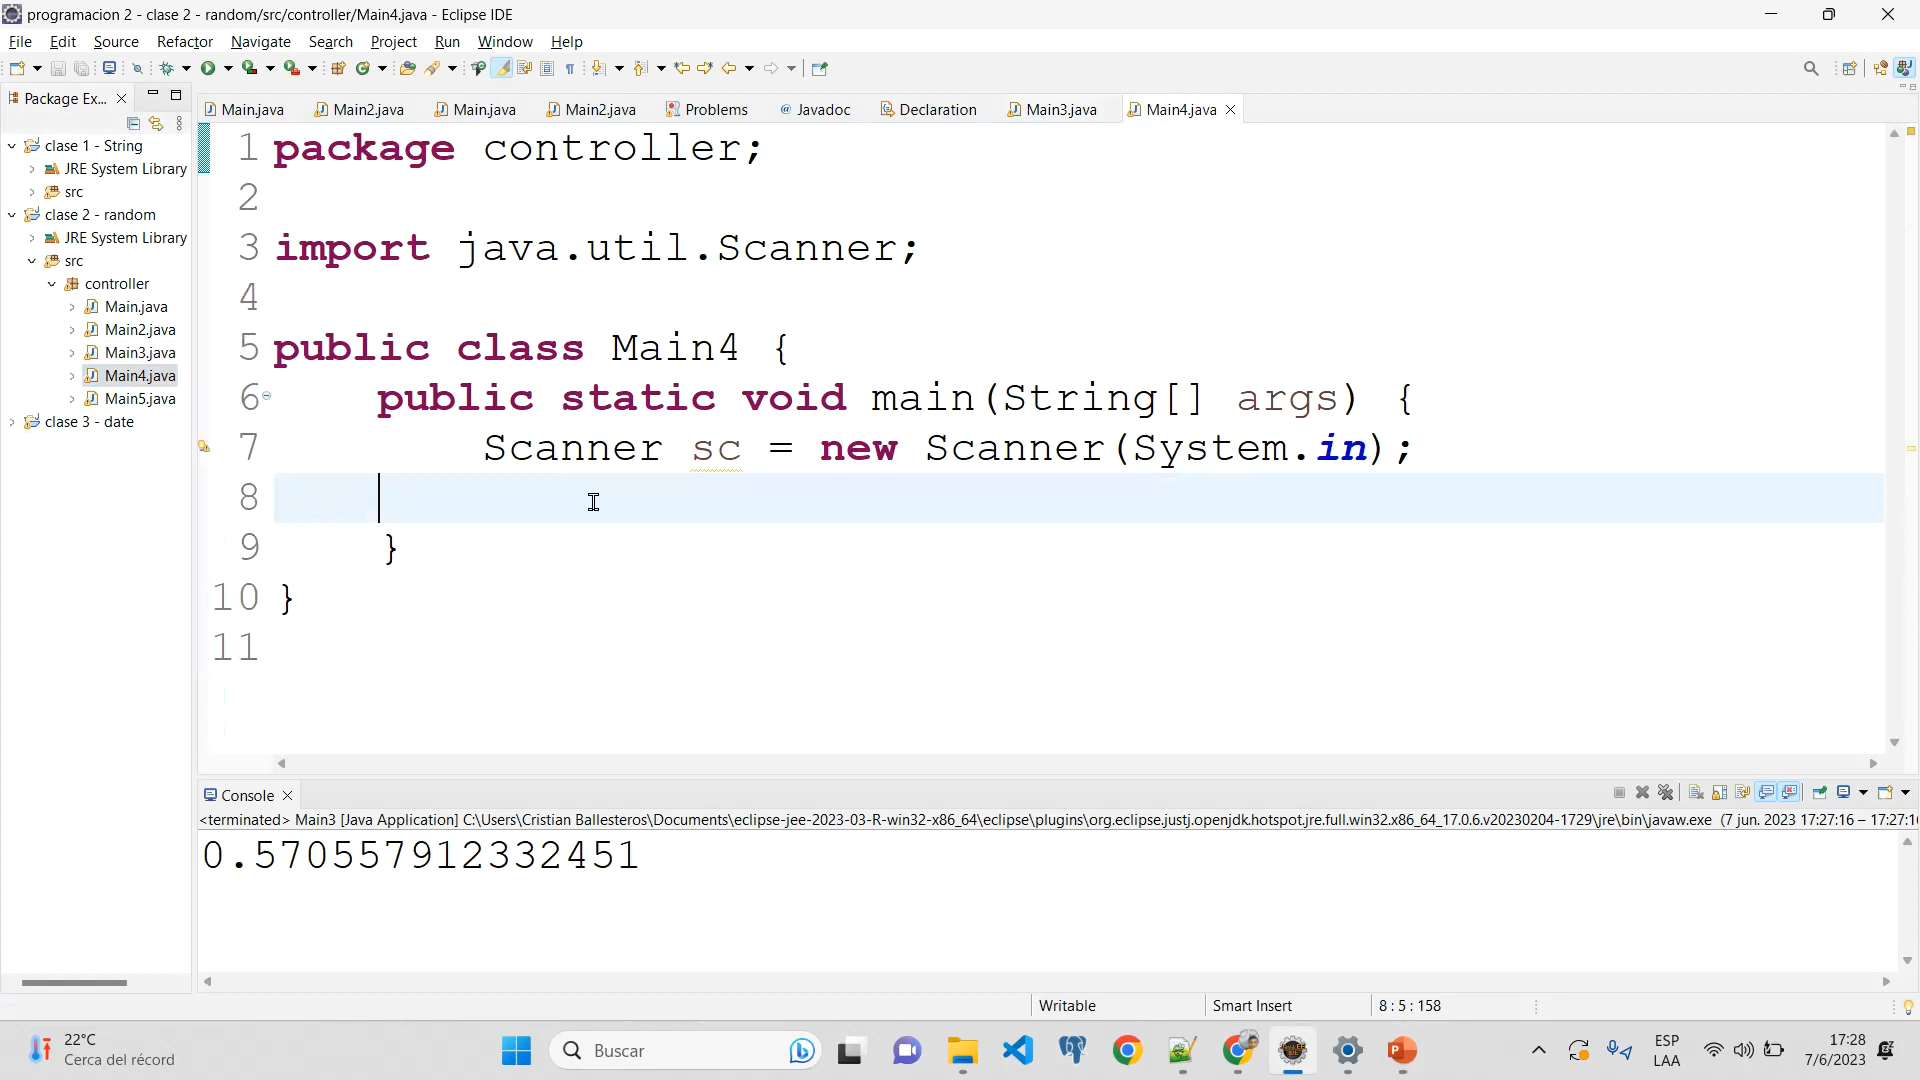 programacion 2 - clase 2 - random/src/controller/Main4.java - Eclipse IDE
File Edit Source Refactor Navigate Search Project Run Window Help
Package Ex...
Main.java Main2.java Main.java Main2.java Problems @ Javadoc Declaration Main3.java Main4.java
clase 1 - String
JRE System Library
src
clase 2 - random
JRE System Library
src
controller
Main.java
Main2.java
Main3.java
Main4.java
Main5.java
clase 3 - date
1 package controller;
2
3 import java.util.Scanner;
4
5 public class Main4 {
6 public static void main(String[] args) {
7 Scanner sc = new Scanner(System.in);
8
9 }
10 }
11
Console
<terminated> Main3 [Java Application] C:\Users\Cristian Ballesteros\Documents\eclipse-jee-2023-03-R-win32-x86_64\eclipse\plugins\org.eclipse.justj.openjdk.hotspot.jre.full.win32.x86_64_17.0.6.v20230204-1729\jre\bin\javaw.exe (7 jun. 2023 17:27:16 – 17:27:1
0.570557912332451
Writable Smart Insert 8 : 5 : 158
22°C
Cerca del récord
Buscar
ESP
LAA
17:28
7/6/2023